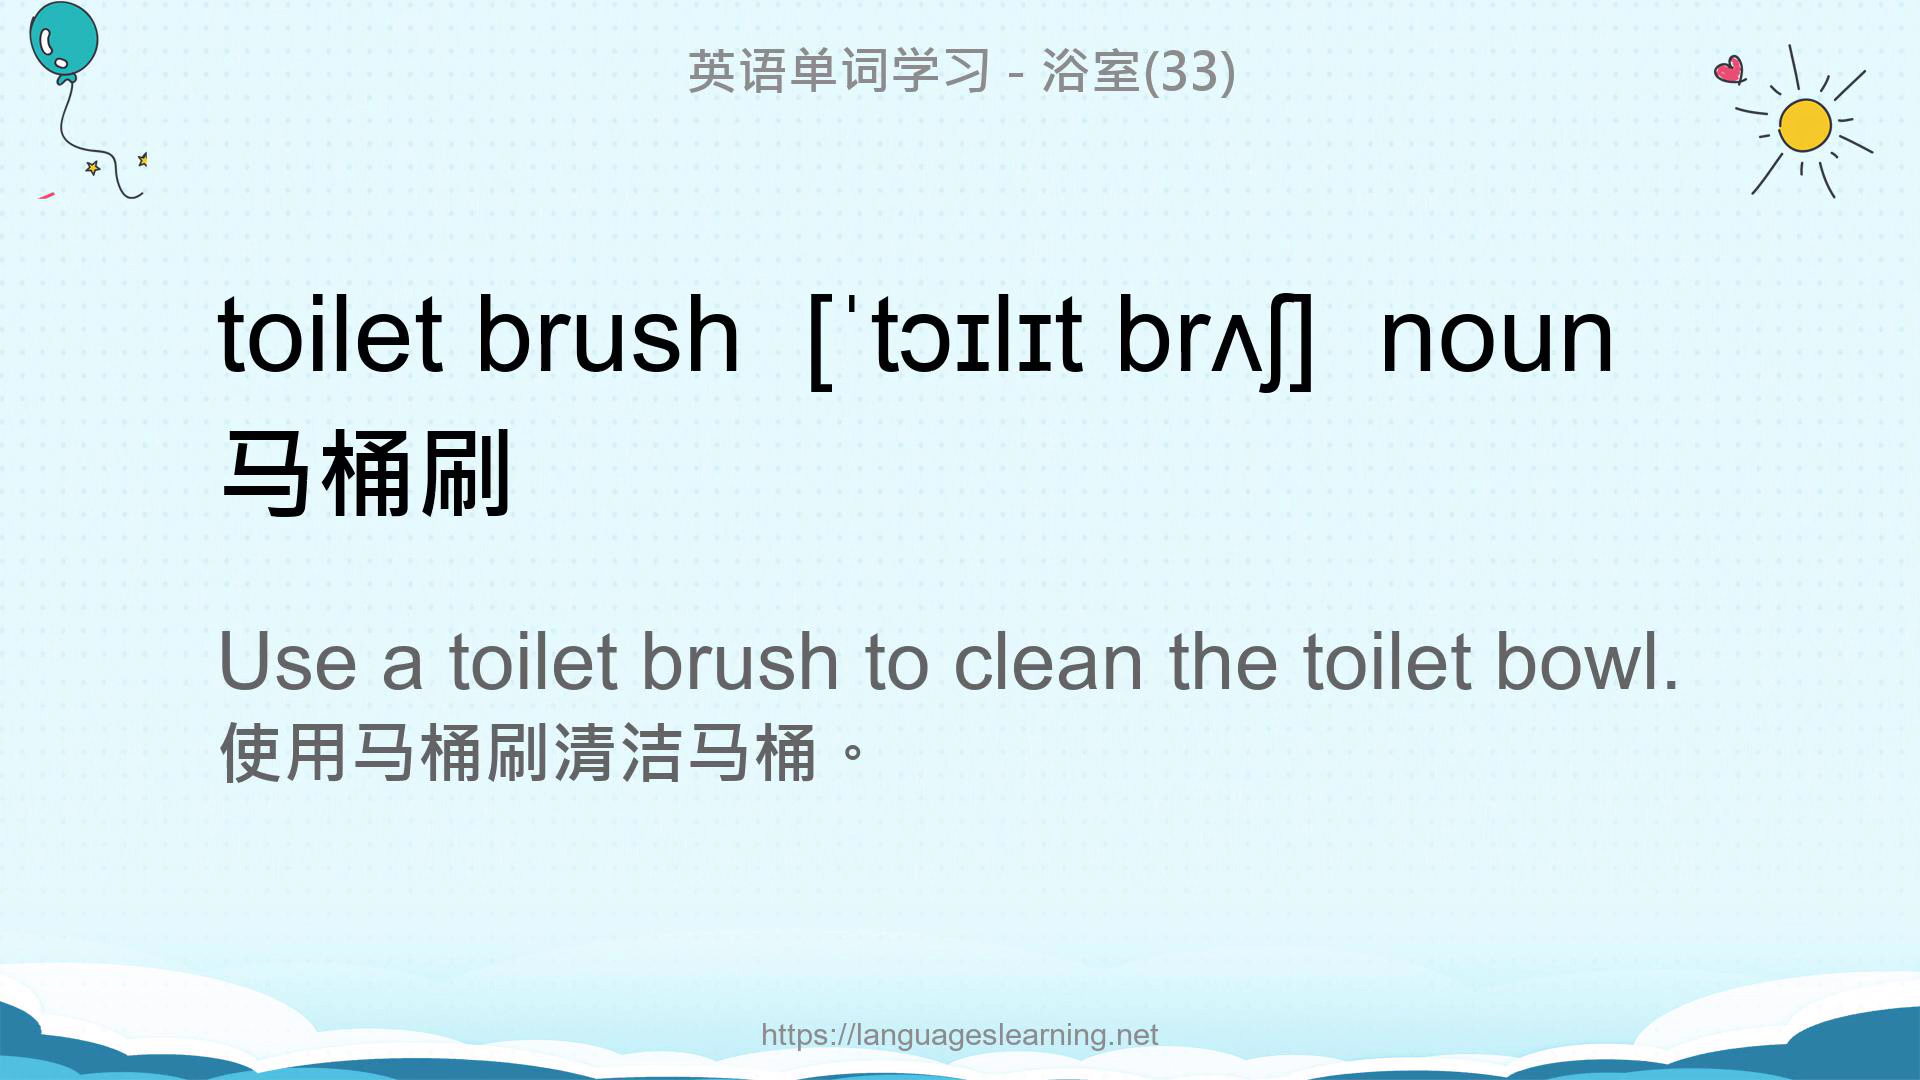 英语单词学习 - 浴室(33)
toilet brush  [ˈtɔɪlɪt brʌʃ]  noun
马桶刷
Use a toilet brush to clean the toilet bowl.
使用马桶刷清洁马桶。
https://languageslearning.net